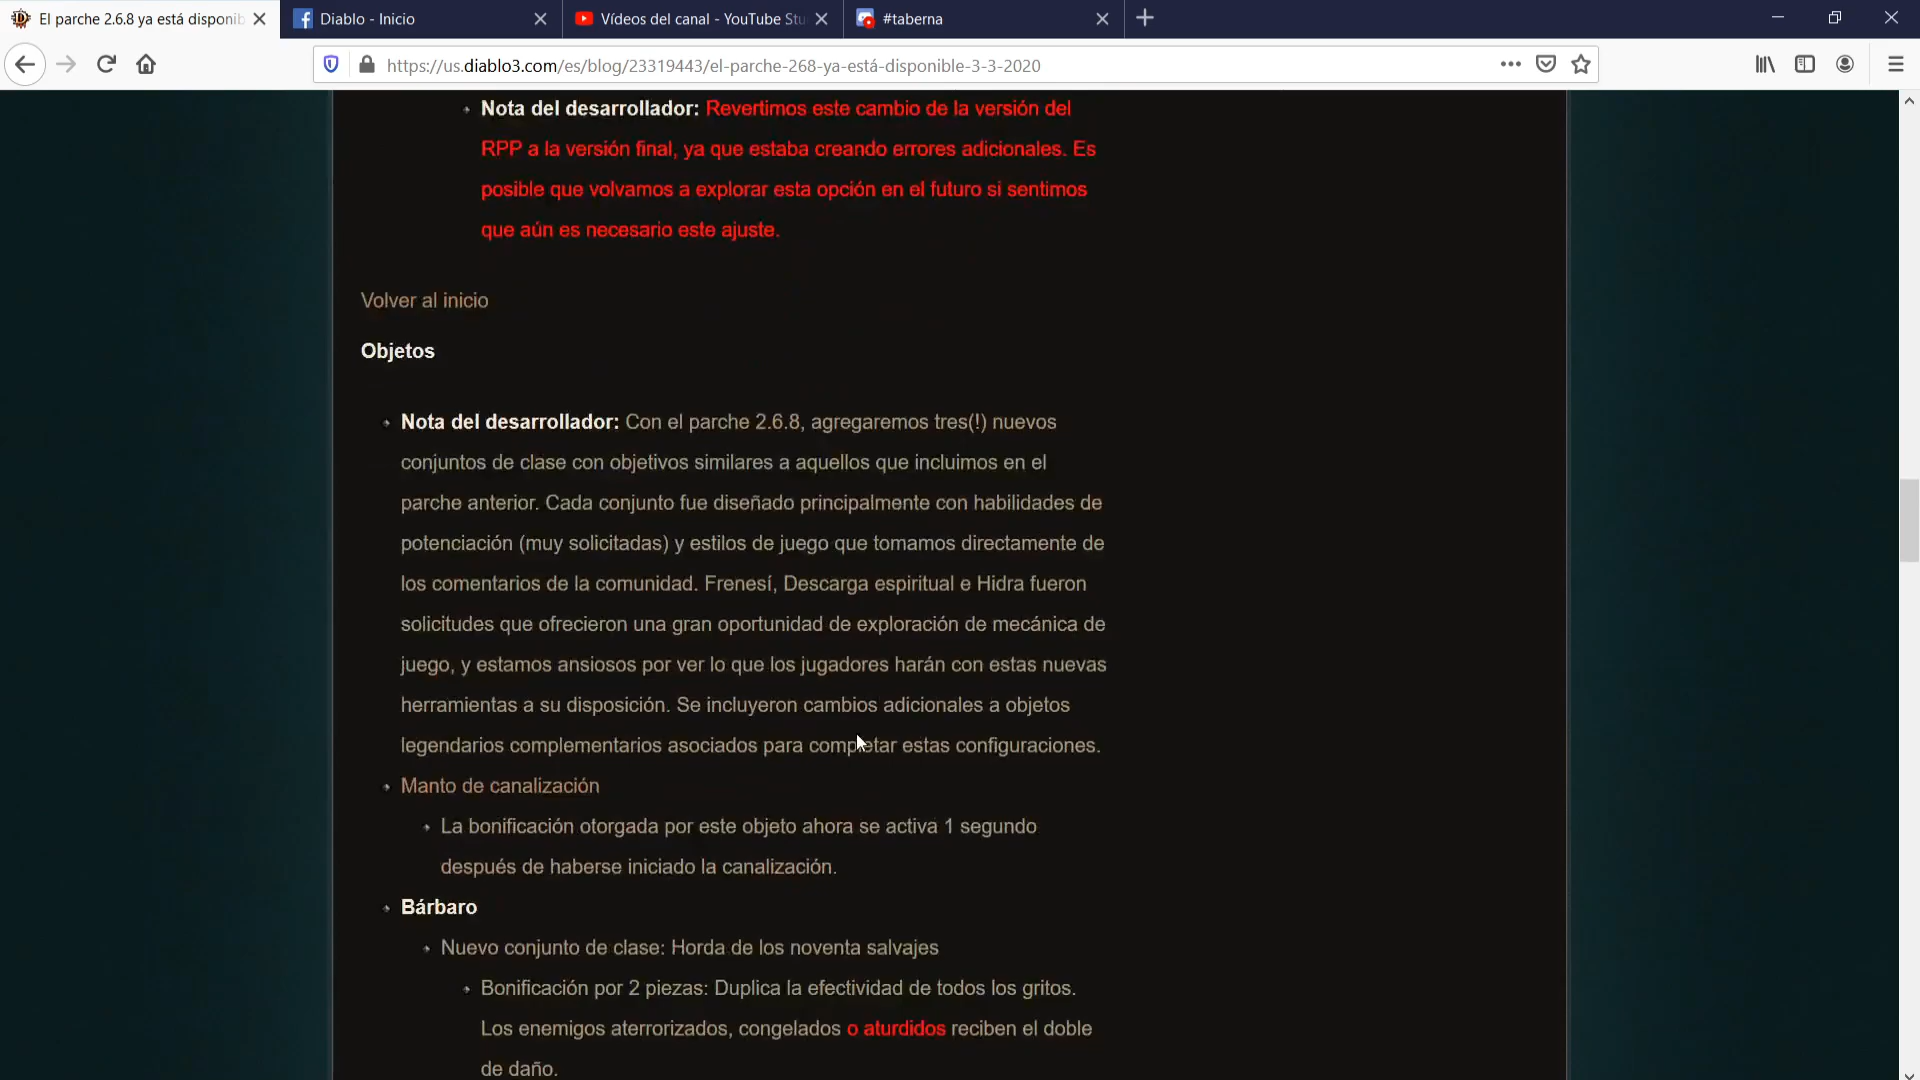 El parche 2.6.8 ya está disponib
Diablo - Inicio
Vídeos del canal - YouTube Stu
#taberna
https://us.diablo3.com/es/blog/23319443/el-parche-268-ya-está-disponible-3-3-2020
Nota del desarrollador: Revertimos este cambio de la versión del
RPP a la versión final, ya que estaba creando errores adicionales. Es
posible que volvamos a explorar esta opción en el futuro si sentimos
que aún es necesario este ajuste.
Volver al inicio
Objetos
Nota del desarrollador: Con el parche 2.6.8, agregaremos tres(!) nuevos
conjuntos de clase con objetivos similares a aquellos que incluimos en el
parche anterior. Cada conjunto fue diseñado principalmente con habilidades de
potenciación (muy solicitadas) y estilos de juego que tomamos directamente de
los comentarios de la comunidad. Frenesí, Descarga espiritual e Hidra fueron
solicitudes que ofrecieron una gran oportunidad de exploración de mecánica de
juego, y estamos ansiosos por ver lo que los jugadores harán con estas nuevas
herramientas a su disposición. Se incluyeron cambios adicionales a objetos
legendarios complementarios asociados para completar estas configuraciones.
Manto de canalización
La bonificación otorgada por este objeto ahora se activa 1 segundo
después de haberse iniciado la canalización.
Bárbaro
Nuevo conjunto de clase: Horda de los noventa salvajes
Bonificación por 2 piezas: Duplica la efectividad de todos los gritos.
Los enemigos aterrorizados, congelados o aturdidos reciben el doble
de daño.